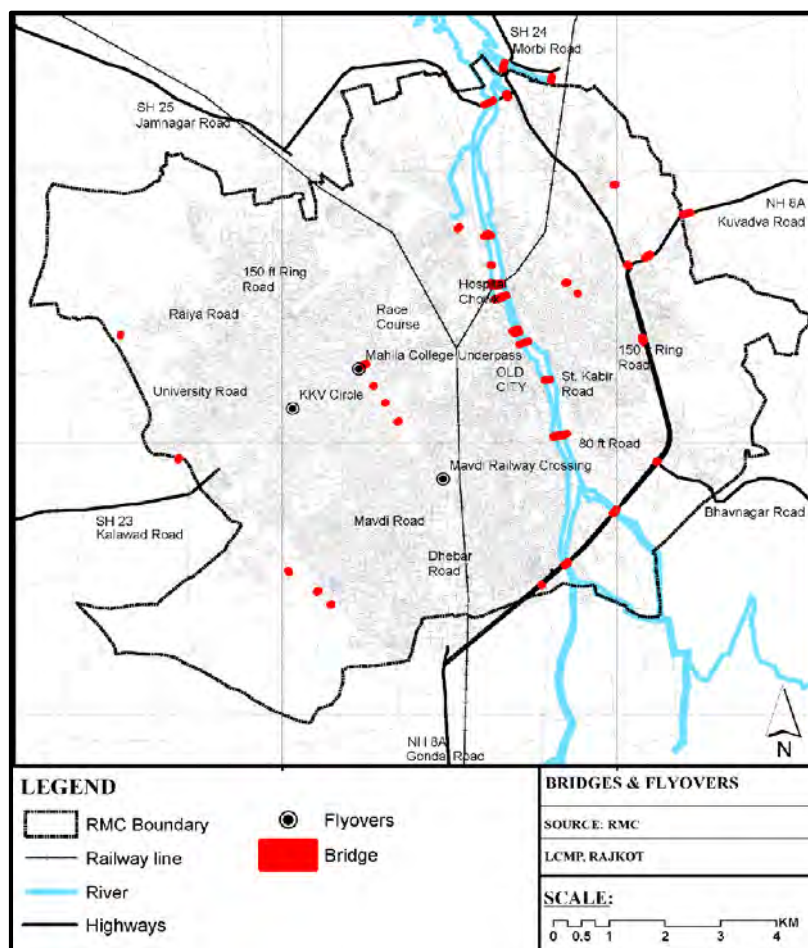 SH 24
Morbi Road
SH 25
Jamnagar Road
NH 8A
Kuvadva Road
150 ft Ring
Road
Hospital
Chowk
Raiya Road
Race
Course
150 ft Ring
Road
Mahila College Underpass
OLD
CITY
St. Kabir
Road
University Road
KKV Circle
80 ft Road
Mavdi Railway Crossing
SH 23
Kalawad Road
Mavdi Road
Bhavnagar Road
Dhebar
Road
NH 8A
Gondal Road
N
LEGEND
RMC Boundary
Railway line
River
Highways
Flyovers
Bridge
BRIDGES & FLYOVERS
SOURCE: RMC
LCMP, RAJKOT
SCALE:
KM
0 0.5 1 2 3 4